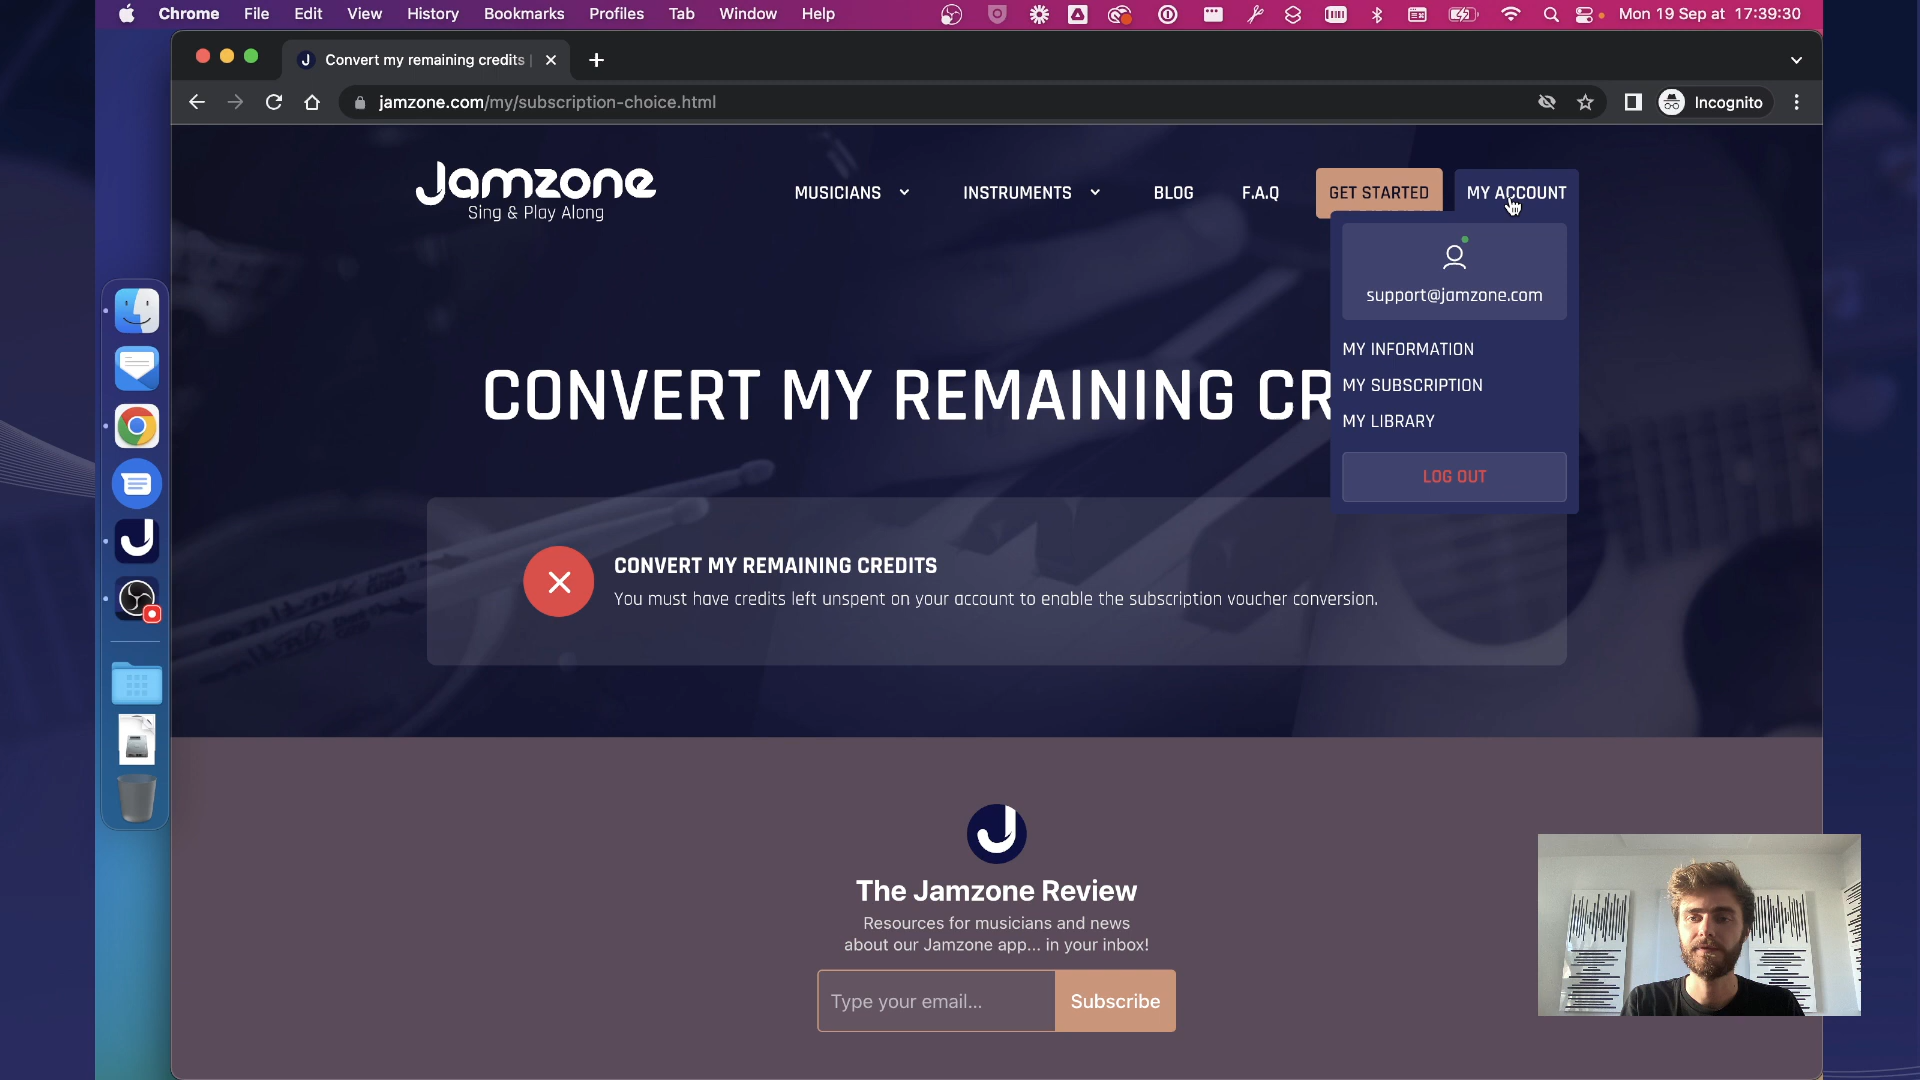 Chrome File Edit View History Bookmarks Profiles Tab Window Help Mon 19 Sep at 17:39:30
Convert my remaining credits
jamzone.com/my/subscription-choice.html
Incognito
Jamzone
Sing & Play Along
MUSICIANS INSTRUMENTS BLOG F.A.Q GET STARTED MY ACCOUNT
support@jamzone.com
MY INFORMATION
MY SUBSCRIPTION
MY LIBRARY
LOG OUT
CONVERT MY REMAINING CR
CONVERT MY REMAINING CREDITS
You must have credits left unspent on your account to enable the subscription voucher conversion.
The Jamzone Review
Resources for musicians and news
about our Jamzone app... in your inbox!
Type your email... Subscribe